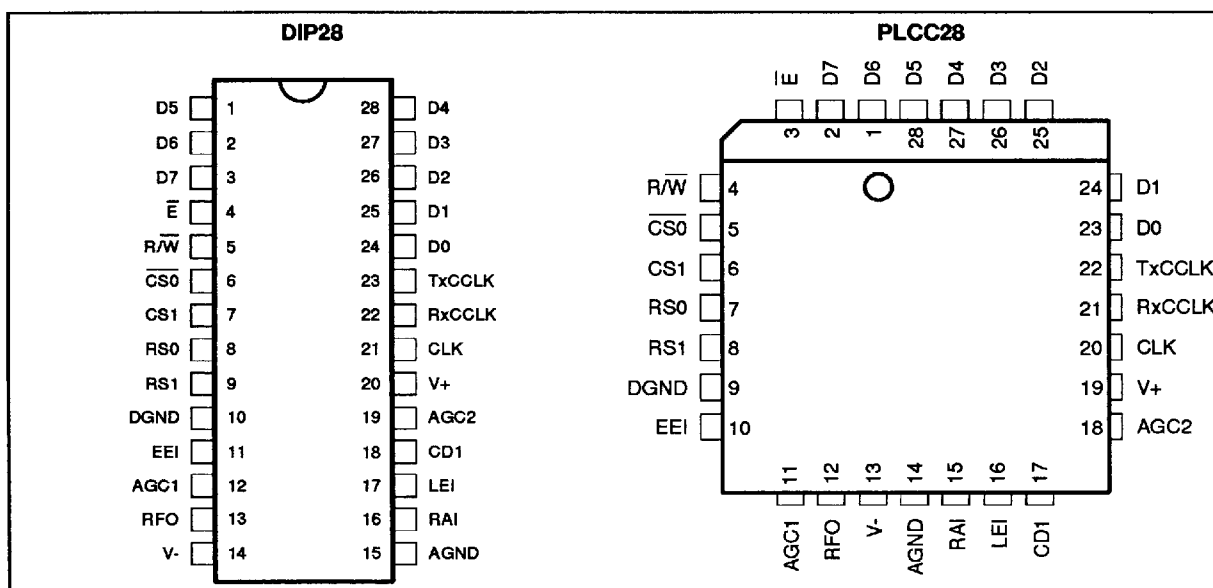 DIP28
D5 1 28 D4
D6 2 27 D3
D7 3 26 D2
E̅ 4 25 D1
R/W̅ 5 24 D0
C̅S̅0̅ 6 23 TxCCLK
CS1 7 22 RxCCLK
RS0 8 21 CLK
RS1 9 20 V+
DGND 10 19 AGC2
EEI 11 18 CD1
AGC1 12 17 LEI
RFO 13 16 RAI
V- 14 15 AGND
PLCC28
E̅ D7 D6 D5 D4 D3 D2
3 2 1 28 27 26 25
R/W̅ 4 24 D1
C̅S̅0̅ 5 23 D0
CS1 6 22 TxCCLK
RS0 7 21 RxCCLK
RS1 8 20 CLK
DGND 9 19 V+
EEI 10 18 AGC2
11 12 13 14 15 16 17
AGC1 RFO V- AGND RAI LEI CD1